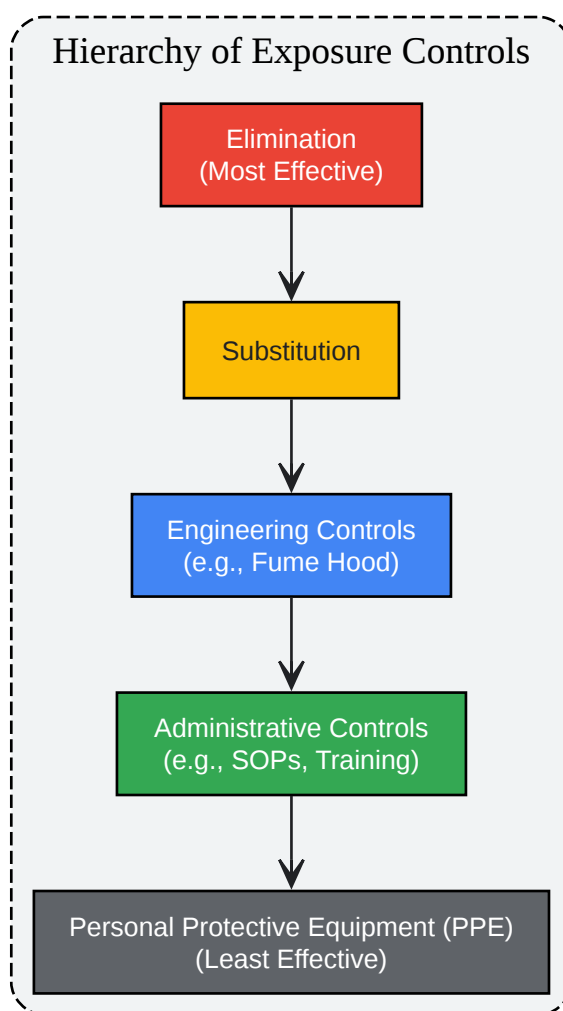 Hierarchy of Exposure Controls
Elimination
(Most Effective)
Substitution
Engineering Controls
(e.g., Fume Hood)
Administrative Controls
(e.g., SOPs, Training)
Personal Protective Equipment (PPE)
(Least Effective)